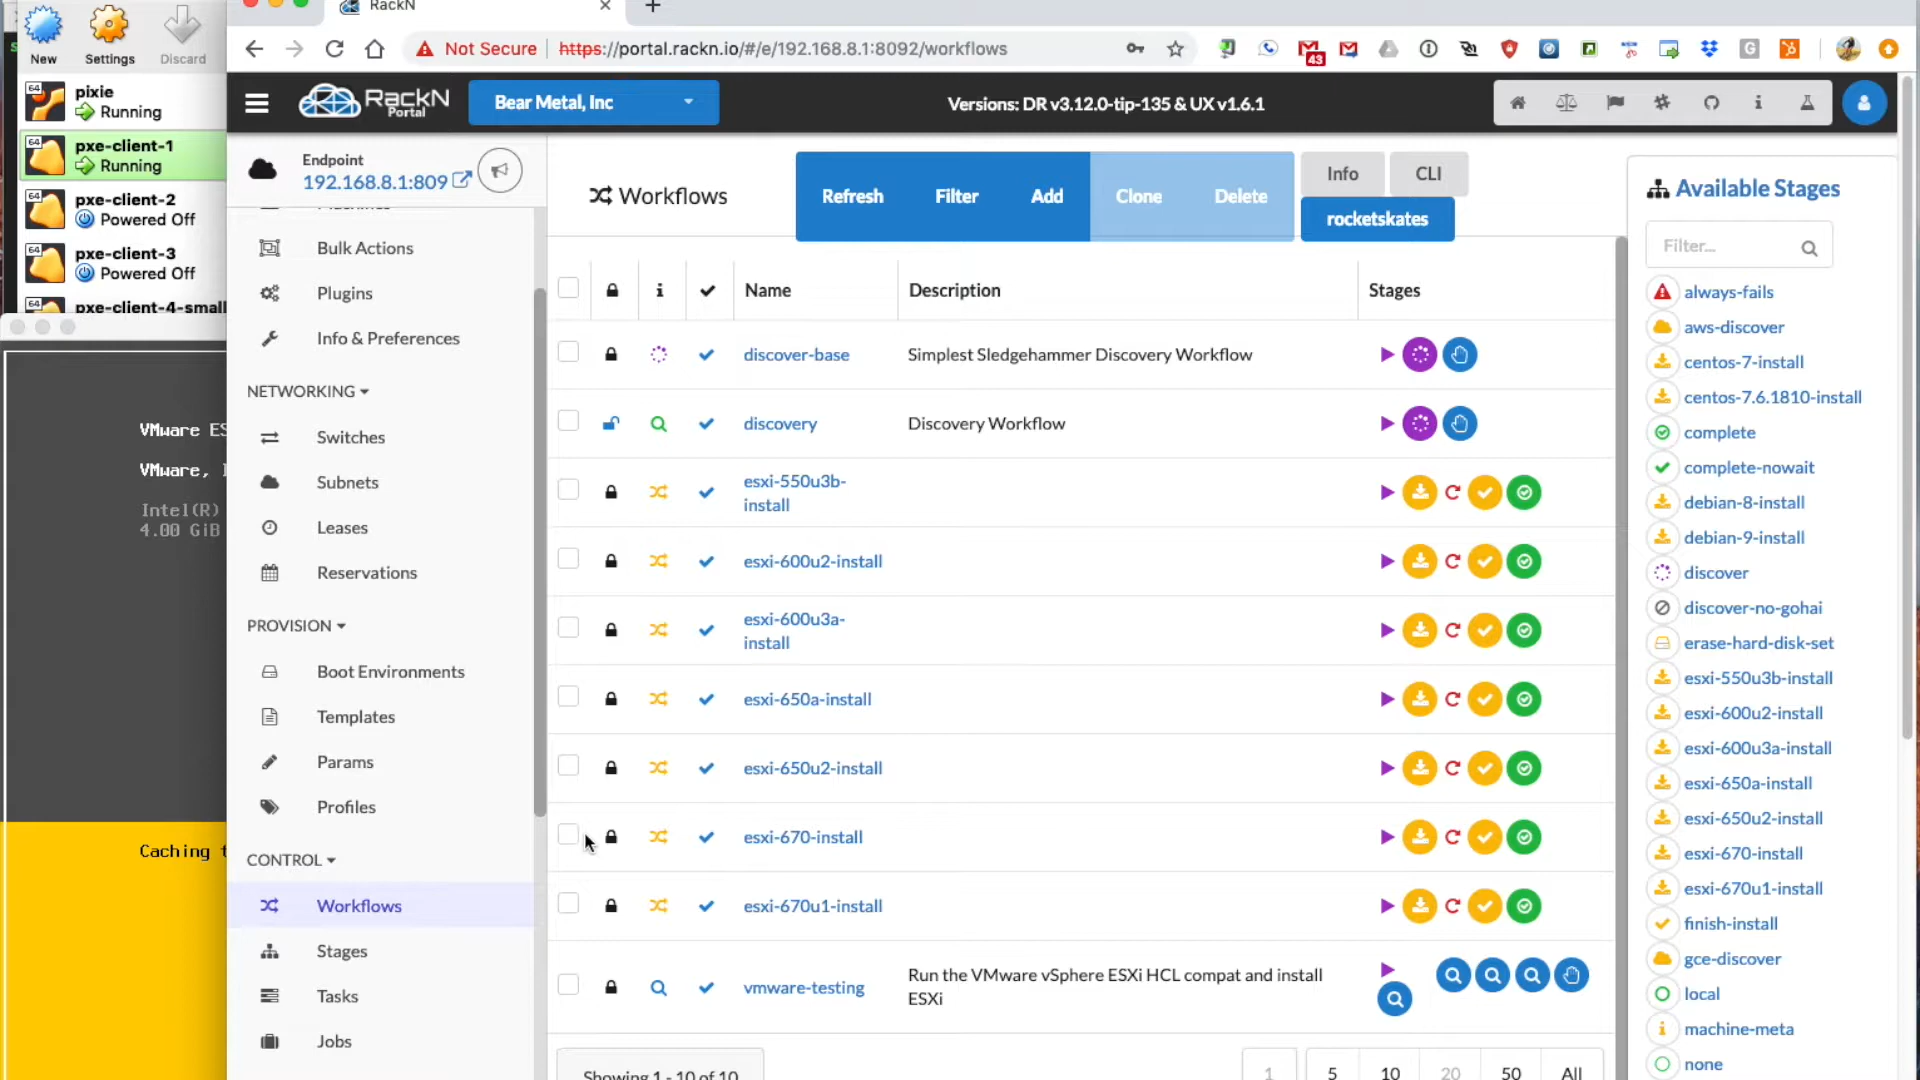 RackN
New
Settings
Discard
Not Secure
https://portal.rackn.io/#/e/192.168.8.1:8092/workflows
43
64
pixie
Running
64
pxe-client-1
Running
64
pxe-client-2
Powered Off
64
pxe-client-3
Powered Off
64
pxe-client-4-small
RackN
Portal
Bear Metal, Inc
Versions: DR v3.12.0-tip-135 & UX v1.6.1
Endpoint
192.168.8.1:809
Machines
Bulk Actions
Plugins
Info & Preferences
NETWORKING
Switches
Subnets
Leases
Reservations
PROVISION
Boot Environments
Templates
Params
Profiles
CONTROL
Workflows
Stages
Tasks
Jobs
VMware ES
VMware, I
Intel(R)
4.00 GiB
Caching t
Workflows
Refresh
Filter
Add
Clone
Delete
Info
CLI
rocketskates
Name
Description
Stages
discover-base
Simplest Sledgehammer Discovery Workflow
discovery
Discovery Workflow
esxi-550u3b-
install
esxi-600u2-install
esxi-600u3a-
install
esxi-650a-install
esxi-650u2-install
esxi-670-install
esxi-670u1-install
vmware-testing
Run the VMware vSphere ESXi HCL compat and install
ESXi
Showing 1 - 10 of 10
1
5
10
20
50
All
Available Stages
Filter...
always-fails
aws-discover
centos-7-install
centos-7.6.1810-install
complete
complete-nowait
debian-8-install
debian-9-install
discover
discover-no-gohai
erase-hard-disk-set
esxi-550u3b-install
esxi-600u2-install
esxi-600u3a-install
esxi-650a-install
esxi-650u2-install
esxi-670-install
esxi-670u1-install
finish-install
gce-discover
local
machine-meta
none